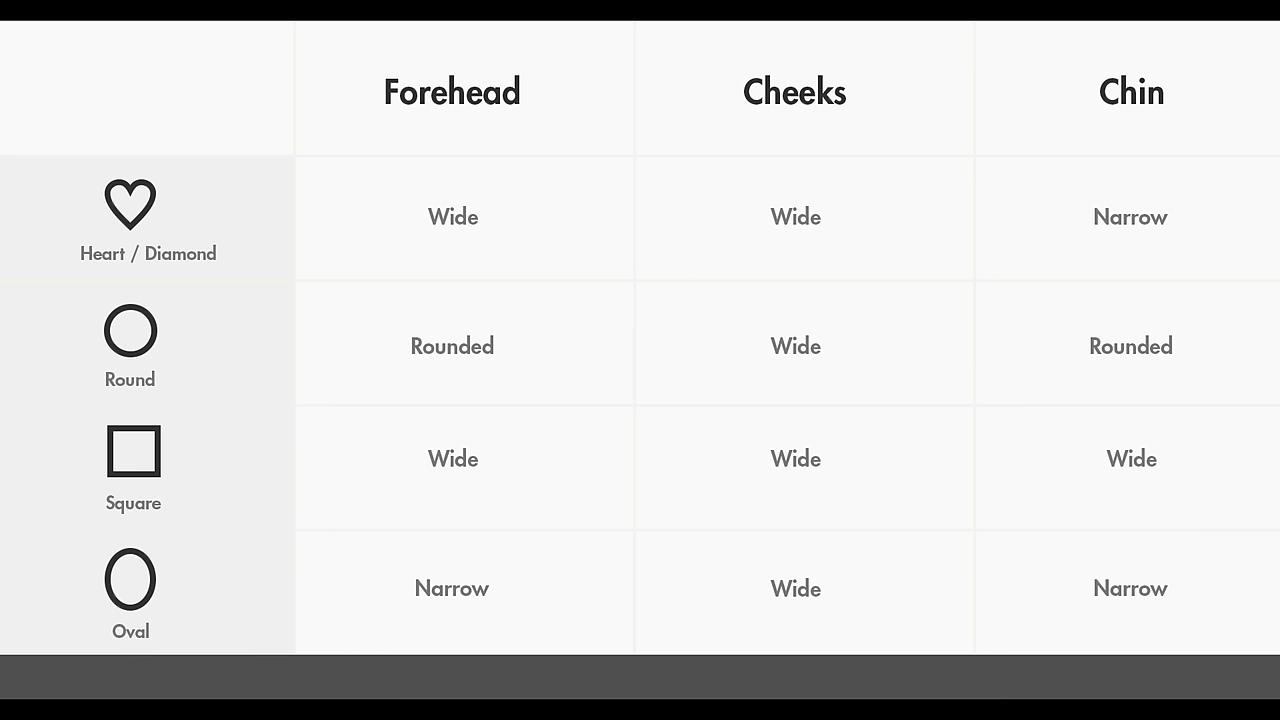 Forehead Cheeks Chin
Heart / Diamond Wide Wide Narrow
Round Rounded Wide Rounded
Square Wide Wide Wide
Oval Narrow Wide Narrow